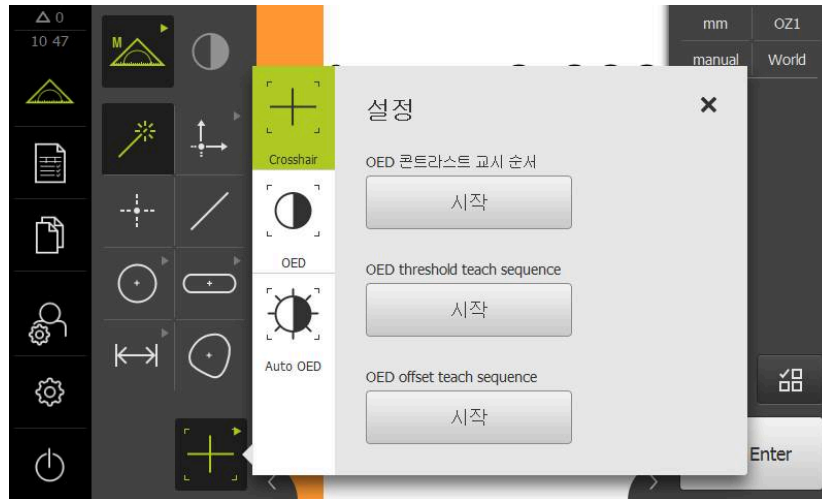 △ 0
10 47
M
mm
OZ1
manual
World
Crosshair
OED
Auto OED
설정
×
OED 콘트라스트 교시 순서
시작
OED threshold teach sequence
시작
OED offset teach sequence
시작
Enter